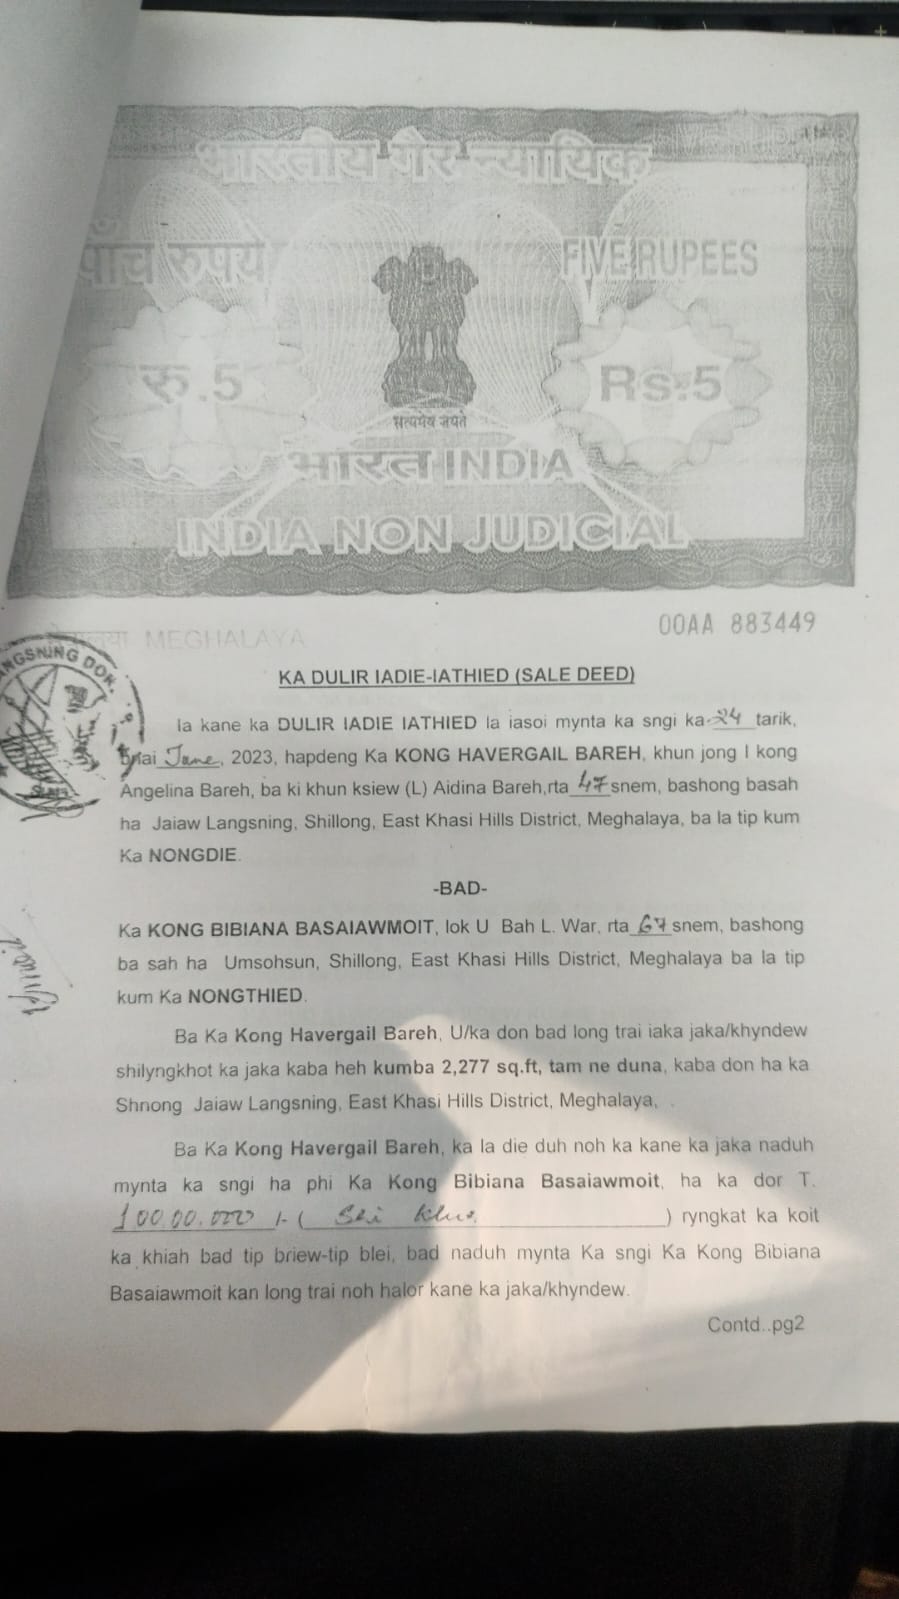 भारतीय गैर न्यायिक
पाँच रुपये FIVE RUPEES
रु.5 Rs.5
सत्यमेव जयते
भारत INDIA
INDIA NON JUDICIAL
MEGHALAYA 00AA 883449
KA DULIR IADIE-IATHIED (SALE DEED)
Ia kane ka DULIR IADIE IATHIED la iasoi mynta ka sngi ka 24 tarik,
Bnai June, 2023, hapdeng Ka KONG HAVERGAIL BAREH, khun jong I kong
Angelina Bareh, ba ki khun ksiew (L) Aidina Bareh,rta 47 snem, bashong basah
ha Jaiaw Langsning, Shillong, East Khasi Hills District, Meghalaya, ba la tip kum
Ka NONGDIE.
-BAD-
Ka KONG BIBIANA BASAIAWMOIT, lok U Bah L. War, rta 67 snem, bashong
ba sah ha Umsohsun, Shillong, East Khasi Hills District, Meghalaya ba la tip
kum Ka NONGTHIED.
Ba Ka Kong Havergail Bareh, U/ka don bad long trai iaka jaka/khyndew
shilyngkhot ka jaka kaba heh kumba 2,277 sq.ft, tam ne duna, kaba don ha ka
Shnong Jaiaw Langsning, East Khasi Hills District, Meghalaya,
Ba Ka Kong Havergail Bareh, ka la die duh noh ka kane ka jaka naduh
mynta ka sngi ha phi Ka Kong Bibiana Basaiawmoit, ha ka dor T.
100,00.000 /- ( Shi klur ) ryngkat ka koit
ka khiah bad tip briew-tip blei, bad naduh mynta Ka sngi Ka Kong Bibiana
Basaiawmoit kan long trai noh halor kane ka jaka/khyndew.
Contd..pg2